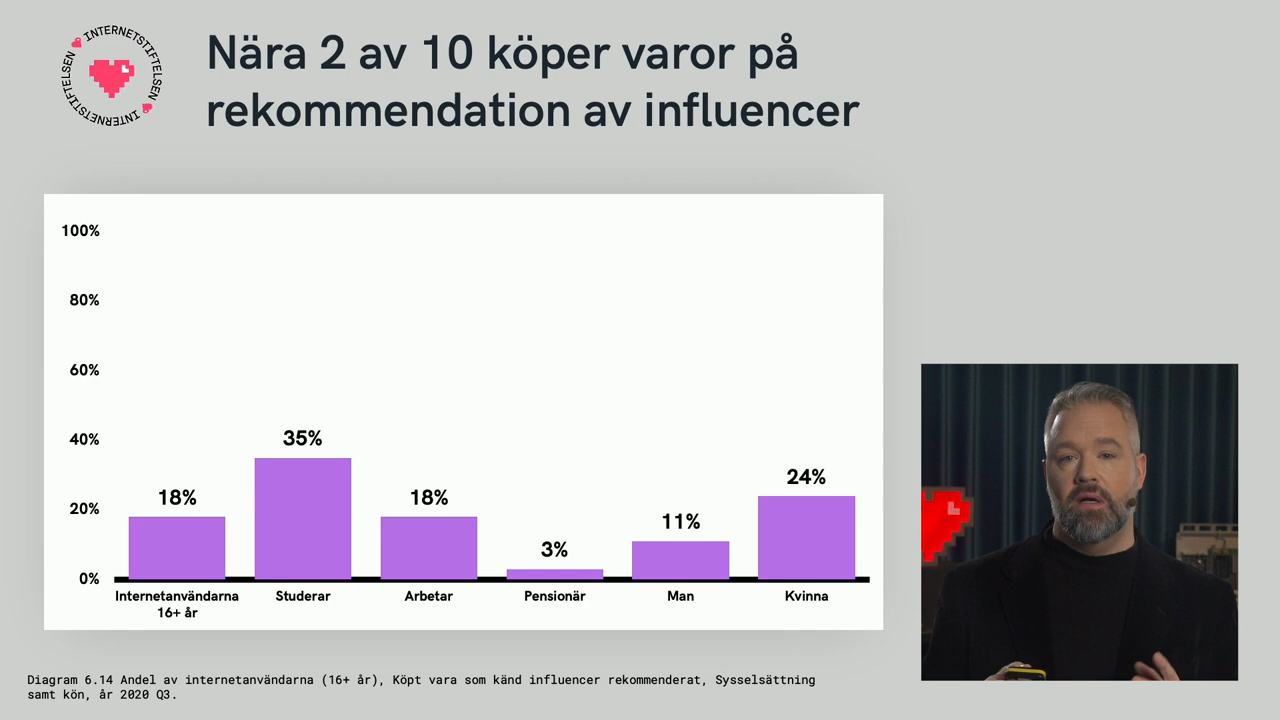 INTERNETSTIFTELSEN
INTERNETSTIFTELSEN
Nära 2 av 10 köper varor på
rekommendation av influencer
100%
80%
60%
40%
20%
0%
18%
35%
18%
3%
11%
24%
Internetanvändarna
16+ år
Studerar
Arbetar
Pensionär
Man
Kvinna
Diagram 6.14 Andel av internetanvändarna (16+ år), Köpt vara som känd influencer rekommenderat, Sysselsättning
samt kön, år 2020 Q3.